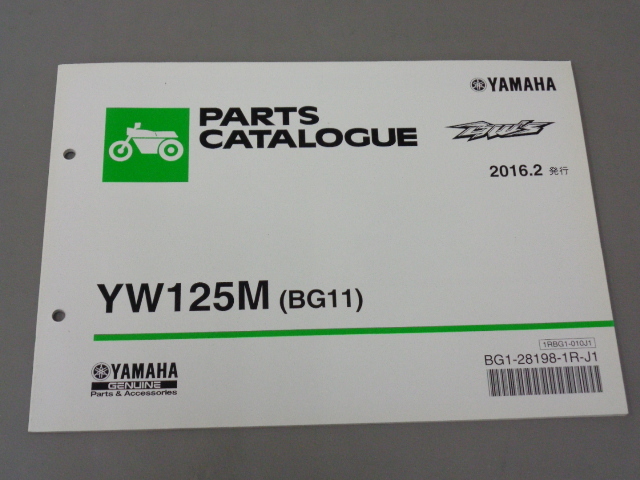 YAMAHA
PARTS
CATALOGUE
BW's
2016.2 発行
YW125M (BG11)
1RBG1-010J1
BG1-28198-1R-J1
YAMAHA
GENUINE
Parts & Accessories